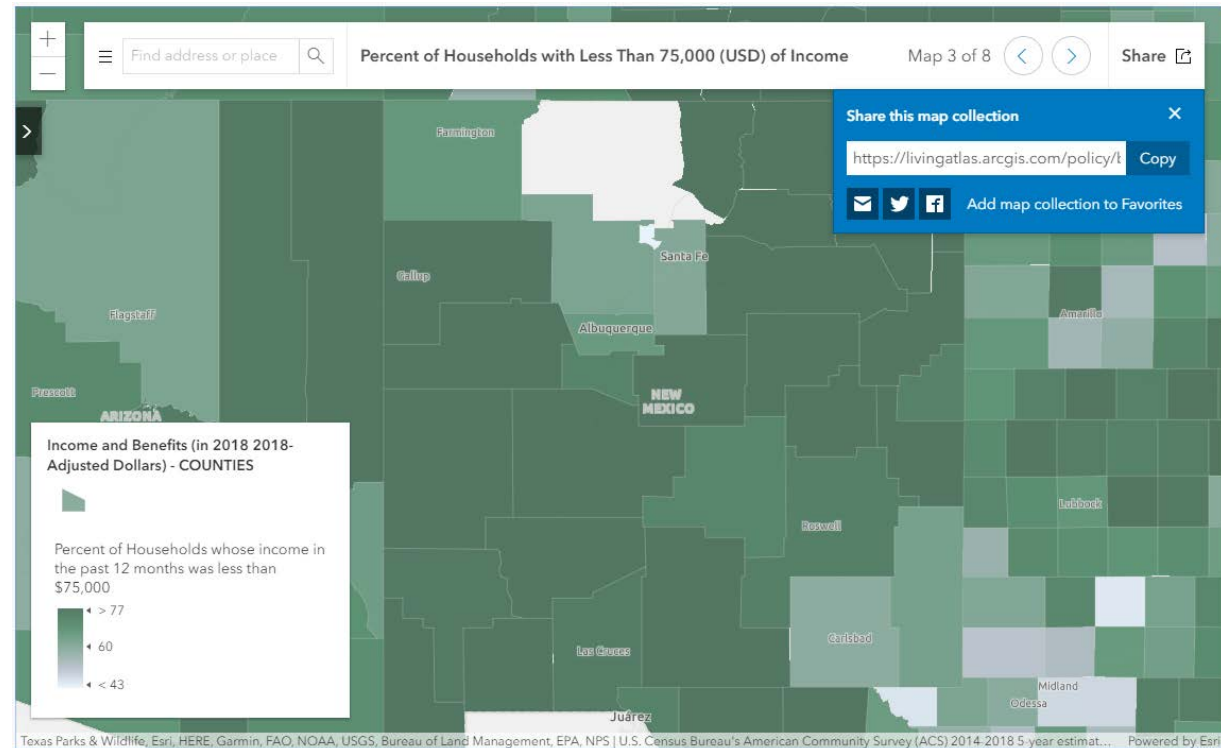 Find address or place
Percent of Households with Less Than 75,000 (USD) of Income
Map 3 of 8
Share
Share this map collection
https://livingatlas.arcgis.com/policy/b
Copy
Add map collection to Favorites
Farmington
Santa Fe
Gallup
Flagstaff
Amarillo
Albuquerque
Prescott
NEW
MEXICO
ARIZONA
Income and Benefits (in 2018 2018-
Adjusted Dollars) - COUNTIES
Lubbock
Roswell
Percent of Households whose income in
the past 12 months was less than
$75,000
> 77
60
< 43
Carlsbad
Las Cruces
Midland
Odessa
Juárez
Texas Parks & Wildlife, Esri, HERE, Garmin, FAO, NOAA, USGS, Bureau of Land Management, EPA, NPS | U.S. Census Bureau's American Community Survey (ACS) 2014-2018 5-year estimat... Powered by Esri